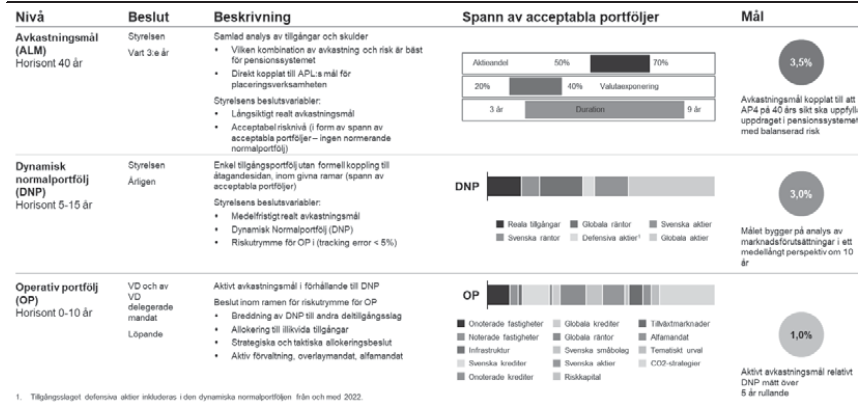 Nivå Beslut Beskrivning Spann av acceptabla portföljer Mål
Avkastningsmål
(ALM)
Horisont 40 år
Styrelsen
Vart 3:e år
Samlad analys av tillgångar och skulder
• Vilken kombination av avkastning och risk är bäst
för pensionssystemet
• Direkt kopplat till APL:s mål för
placeringsverksamheten
Styrelsens beslutsvariabler:
• Långsiktigt realt avkastningsmål
• Acceptabel risknivå (i form av spann av
acceptabla portföljer – ingen normerande
normalportfölj)
Aktieandel 50% 70%
20% 40% Valutaexponering
3 år Duration 9 år
3,5%
Avkastningsmål kopplat till att
AP4 på 40 års sikt ska uppfylla
uppdraget i pensionssystemet
med balanserad risk
Dynamisk
normalportfölj
(DNP)
Horisont 5-15 år
Styrelsen
Årligen
Enkel tillgångsportfölj utan formell koppling till
åtagandesidan, inom givna ramar (spann av
acceptabla portföljer)
Styrelsens beslutsvariabler:
• Medelfristigt realt avkastningsmål
• Dynamisk Normalportfölj (DNP)
• Riskutrymme för OP i (tracking error < 5%)
DNP
Reala tillgångar Globala räntor Svenska aktier
Svenska räntor Defensiva aktier¹ Globala aktier
3,0%
Målet bygger på analys av
marknadsförutsättningar i ett
medellångt perspektiv om 10
år
Operativ portfölj
(OP)
Horisont 0-10 år
VD och av
VD
delegerade
mandat
Löpande
Aktivt avkastningsmål i förhållande till DNP
Beslut inom ramen för riskutrymme för OP
• Breddning av DNP till andra deltillgångsslag
• Allokering till illikvida tillgångar
• Strategiska och taktiska allokeringsbeslut
• Aktiv förvaltning, overlaymandat, alfamandat
OP
Onoterade fastigheter Globala krediter Tillväxtmarknader
Noterade fastigheter Globala räntor Alfamandat
Infrastruktur Svenska småbolag Tematiskt urval
Svenska krediter Svenska aktier CO2-strategier
Onoterade krediter Riskkapital
1,0%
Aktivt avkastningsmål relativt
DNP mätt över
5 år rullande
1. Tillgångsslaget defensiva aktier inkluderas i den dynamiska normalportföljen från och med 2022.